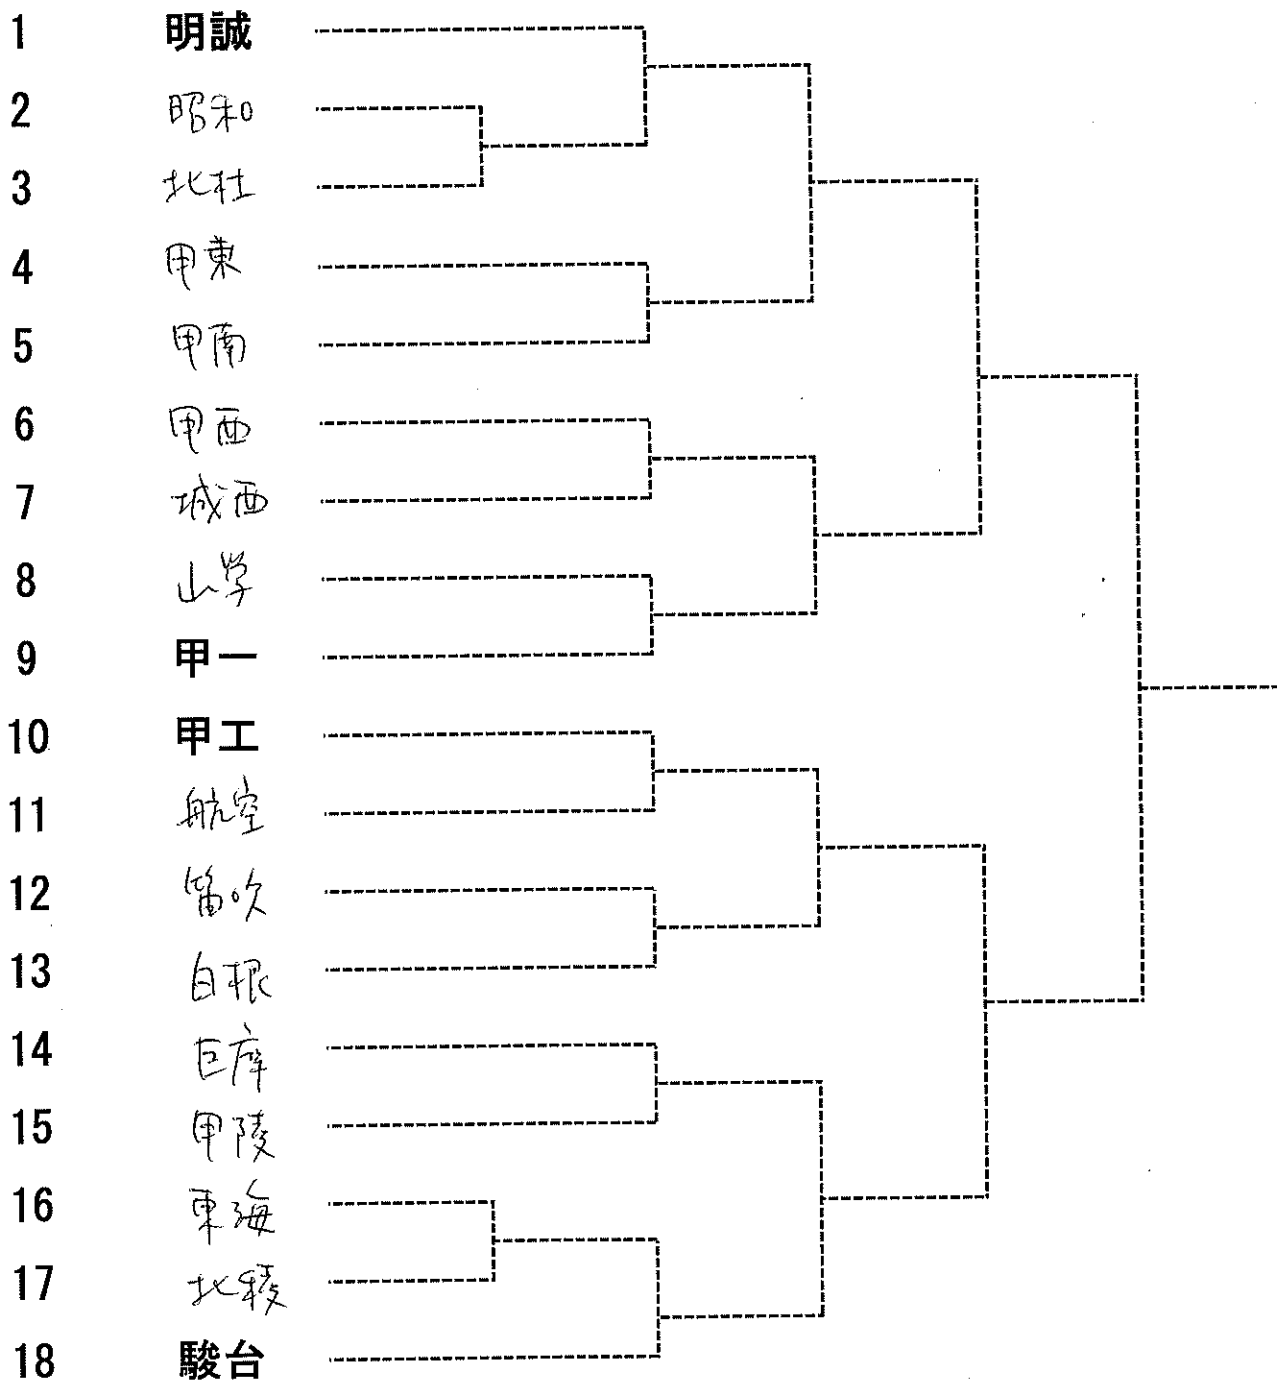 1 明誠
2 昭和
3 北杜
4 甲東
5 甲南
6 甲西
7 城西
8 山学
9 甲一
10 甲工
11 航空
12 笛吹
13 白根
14 巨摩
15 甲陵
16 東海
17 北稜
18 駿台